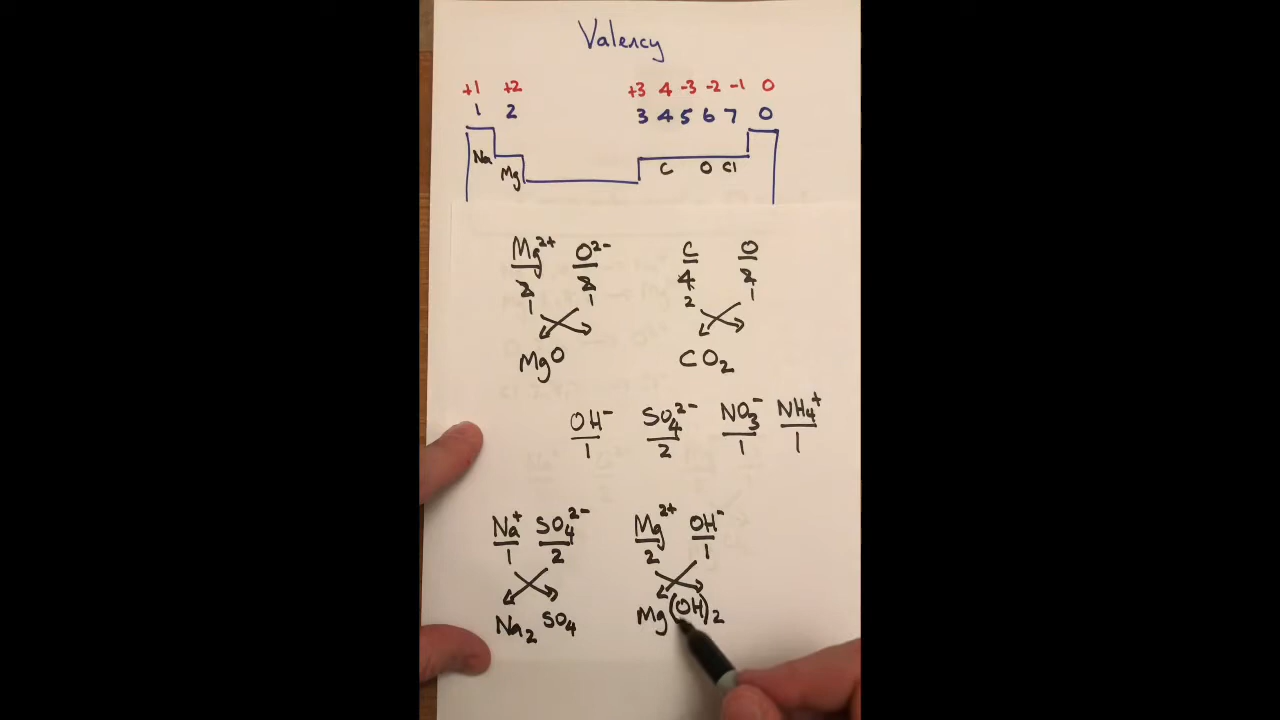 Valency
+1 +2 +3 4 -3 -2 -1 0
1 2 3 4 5 6 7 0
Na Mg C O Cl
Mg²⁺ O²⁻ C O
2 2 4 2
1 1 2 1
MgO CO₂
OH⁻ SO₄²⁻ NO₃⁻ NH₄⁺
1 2 1 1
Na⁺ SO₄²⁻ Mg²⁺ OH⁻
1 2 2 1
Na₂SO₄ Mg(OH)₂